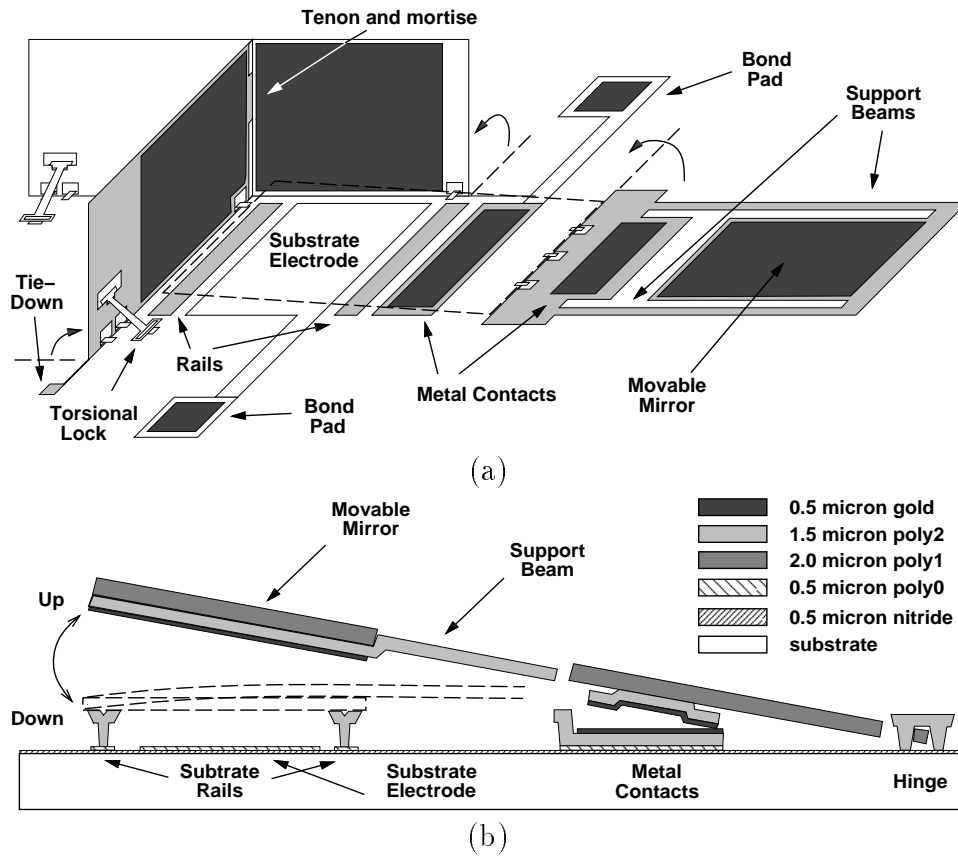 Tenon and mortise
Bond
Pad
Support
Beams
Substrate
Electrode
Tie–
Down
Rails
Torsional
Lock
Bond
Pad
Metal Contacts
Movable
Mirror
(a)
Movable
Mirror
Support
Beam
0.5 micron gold
1.5 micron poly2
2.0 micron poly1
0.5 micron poly0
0.5 micron nitride
substrate
Up
Down
Subtrate
Rails
Substrate
Electrode
Metal
Contacts
Hinge
(b)